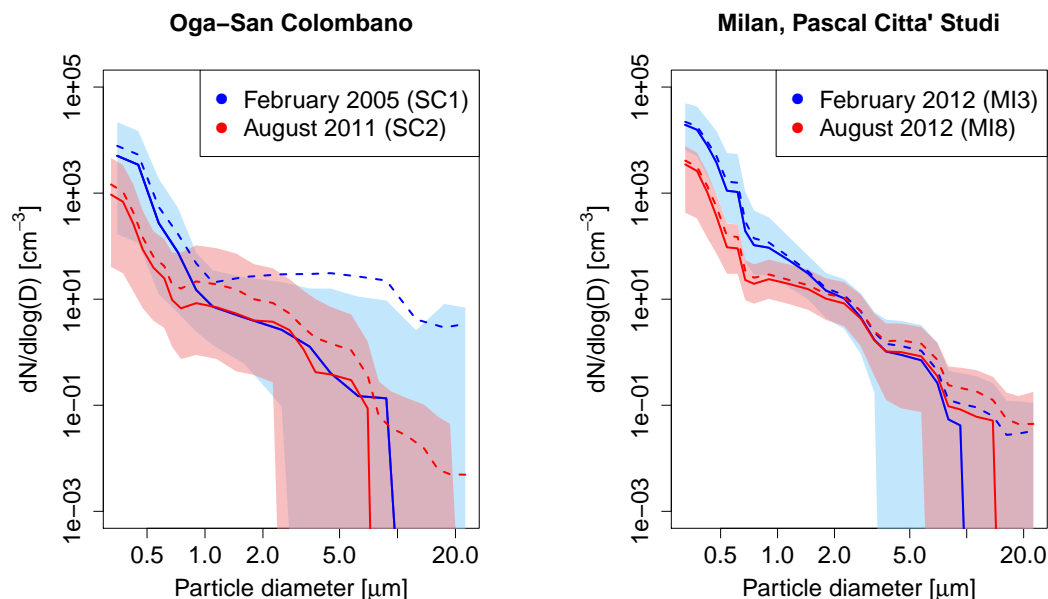 Oga−San Colombano
February 2005 (SC1)
August 2011 (SC2)
dN/dlog(D) [cm−3]
1e+05
1e+03
1e+01
1e−01
1e−03
0.5 1.0 2.0 5.0 20.0
Particle diameter [μm]
Milan, Pascal Citta' Studi
February 2012 (MI3)
August 2012 (MI8)
dN/dlog(D) [cm−3]
1e+05
1e+03
1e+01
1e−01
1e−03
0.5 1.0 2.0 5.0 20.0
Particle diameter [μm]